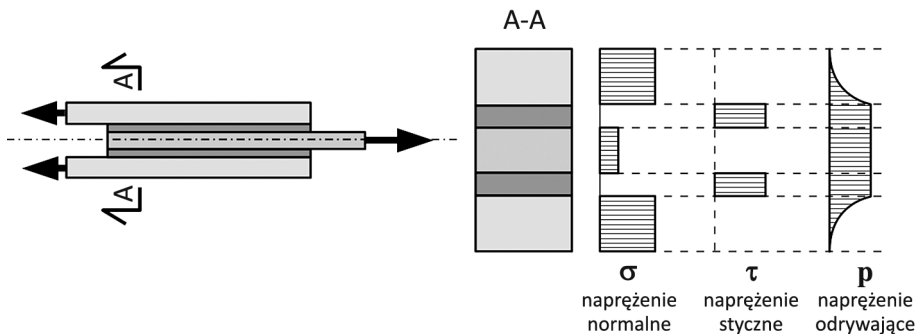 A-A
A
A
σ
naprężenie
normalne
τ
naprężenie
styczne
p
naprężenie
odrywające